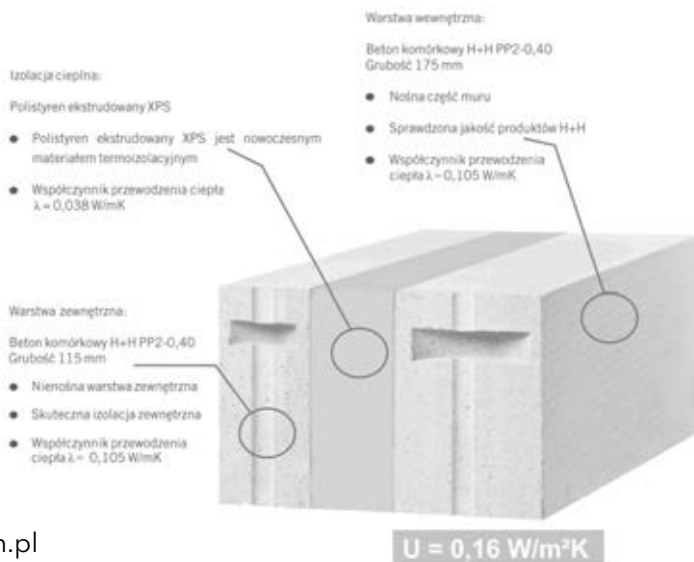 Warstwa wewnętrzna:
Beton komórkowy H+H PP2-0,40
Grubość 175 mm
Nośna część muru
Sprawdzona jakość produktów H+H
Współczynnik przewodzenia
ciepła λ= 0,105 W/mK
Izolacja cieplna:
Polistyren ekstrudowany XPS
Polistyren ekstrudowany XPS jest nowoczesnym
materiałem termoizolacyjnym
Współczynnik przewodzenia ciepła
λ = 0,038 W/mK
Warstwa zewnętrzna:
Beton komórkowy H+H PP2-0,40
Grubość 115 mm
Nienośna warstwa zewnętrzna
Skuteczna izolacja zewnętrzna
Współczynnik przewodzenia
ciepła λ= 0,105 W/mK
.pl
U = 0,16 W/m²K